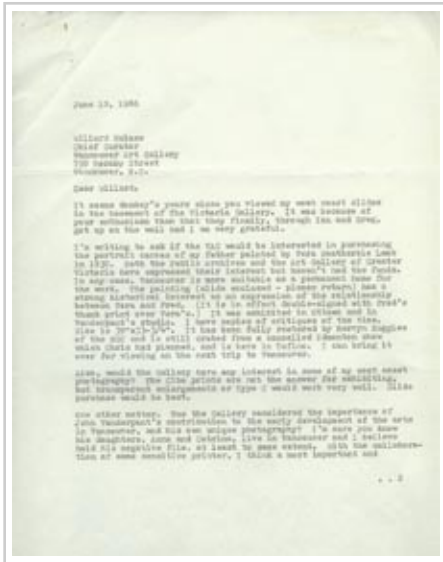 June 19, 1986
Willard Holmes
Chief Curator
Vancouver Art Gallery
750 Hornby Street
Vancouver, B.C.
Dear Willard,
It seems donkey's years since you viewed my west coast slides
in the basement of The Victoria Gallery. It was because of
your enthusiasm then that they finally, through Ian and Greg,
got up on the wall and I am very grateful.
I'm writing to ask if the VAG would be interested in purchasing
the portrait canvas of my father painted by Vera Weatherbie
in 1930. Both the Public Archives and the Art Gallery of Greater
Victoria have expressed their interest but haven't had the funds.
In any case, Vancouver is more suitable as a permanent home for
the work. The painting (slide enclosed - please return) has a
strong historical interest as an expression of the relationship
between Vera and Fred. (It is in effect double-signed with Fred's
thumb print over Vera's.) It was exhibited in Ottawa and in
Vanderpant's studio. I have copies of critiques of the time.
Size is
It has been fully restored by
of the and is still crated from a cancelled Edmonton show
which Chris had planned, and is here in Tofino. I can bring it
over for viewing on the next trip to Vancouver.
Also, would the Gallery have any interest in some of my west coast
photography? The prints are not the answer for exhibiting,
but transparent enlargements or type C would work very well. Slide
purchase would be best.
One other matter. Has the Gallery considered the importance of
John Vanderpant's contribution to the early development of the arts
in Vancouver, and his own unique photography? I'm sure you know
his daughters, Anna and Catrina, live in Vancouver and I believe
hold his negative file, at least to some extent. With the collabora-
tion of some sensitive printer, I think a most important and
. . 2